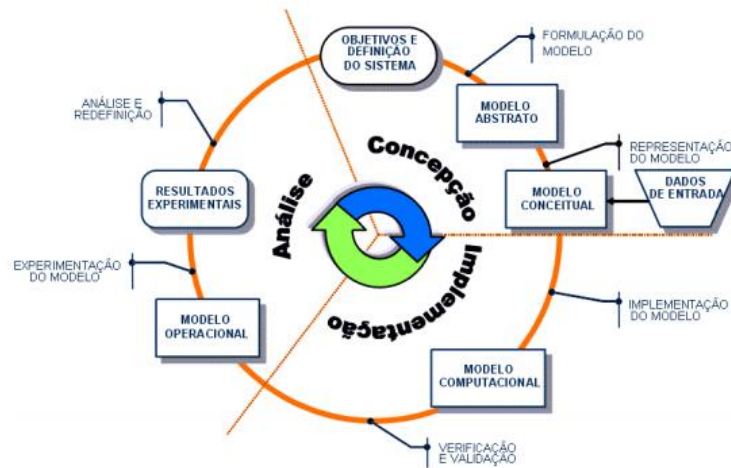 OBJETIVOS E
DEFINIÇÃO
DO SISTEMA
FORMULAÇÃO DO
MODELO
MODELO
ABSTRATO
REPRESENTAÇÃO
DO MODELO
MODELO
CONCEITUAL
DADOS
DE ENTRADA
IMPLEMENTAÇÃO
DO MODELO
MODELO
COMPUTACIONAL
VERIFICAÇÃO
E VALIDAÇÃO
MODELO
OPERACIONAL
EXPERIMENTAÇÃO
DO MODELO
RESULTADOS
EXPERIMENTAIS
ANÁLISE E
REDEFINIÇÃO
Concepção
Implementação
Análise